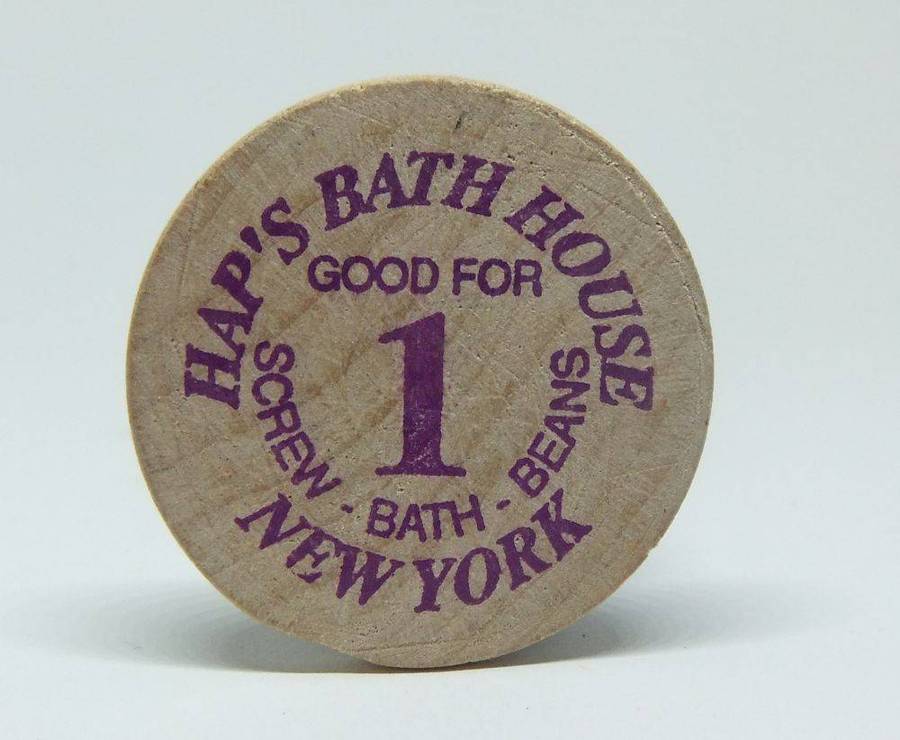 HAP'S BATH HOUSE
GOOD FOR
1
SCREW - BATH - BEANS
NEW YORK